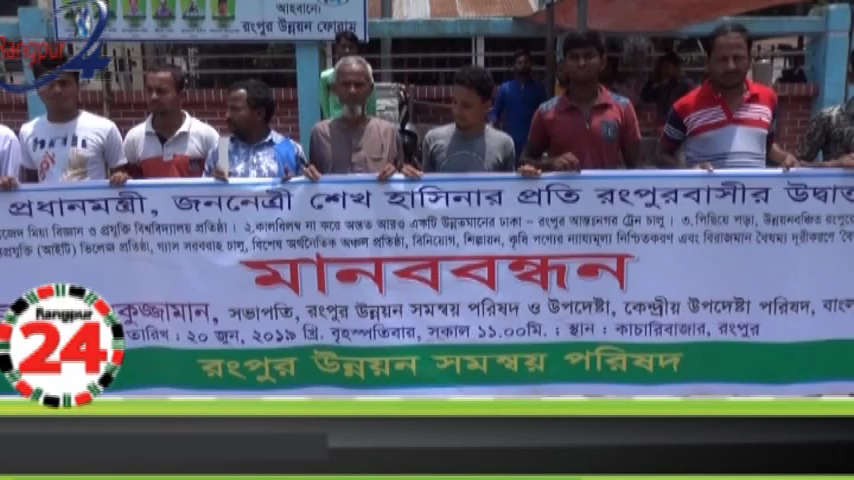 আহবানে:
রংপুর উন্নয়ন ফোরাম
Rangpur 24
প্রধানমন্ত্রী, জননেত্রী শেখ হাসিনার প্রতি রংপুরবাসীর উদাত্ত
মিয়া বিজ্ঞান ও প্রযুক্তি বিশ্ববিদ্যালয় প্রতিষ্ঠা। ২.কালবিলম্ব না করে অন্তত আরও একটি উন্নতমানের ঢাকা – রংপুর আন্তঃনগর ট্রেন চালু। ৩.পিছিয়ে পড়া, উন্নয়নবঞ্চিত রংপুরে
প্রযুক্তি (আইটি) ভিলেজ প্রতিষ্ঠা, গ্যাস সরবরাহ চালু, বিশেষ অর্থনৈতিক অঞ্চল প্রতিষ্ঠা, বিনিয়োগ, শিল্পায়ন, কৃষি পণ্যের ন্যায্যমূল্য নিশ্চিতকরণ এবং বিরাজমান বৈষম্য দূরীকরণে
মানববন্ধন
কুজ্জামান, সভাপতি, রংপুর উন্নয়ন সমন্বয় পরিষদ ও উপদেষ্টা, কেন্দ্রীয় উপদেষ্টা পরিষদ, বাংল
তারিখ : ২০ জুন, ২০১৯ খ্রি. বৃহস্পতিবার, সকাল ১১.০০মি. ; স্থান : কাচারিবাজার, রংপুর
রংপুর উন্নয়ন সমন্বয় পরিষদ
Rangpur
24